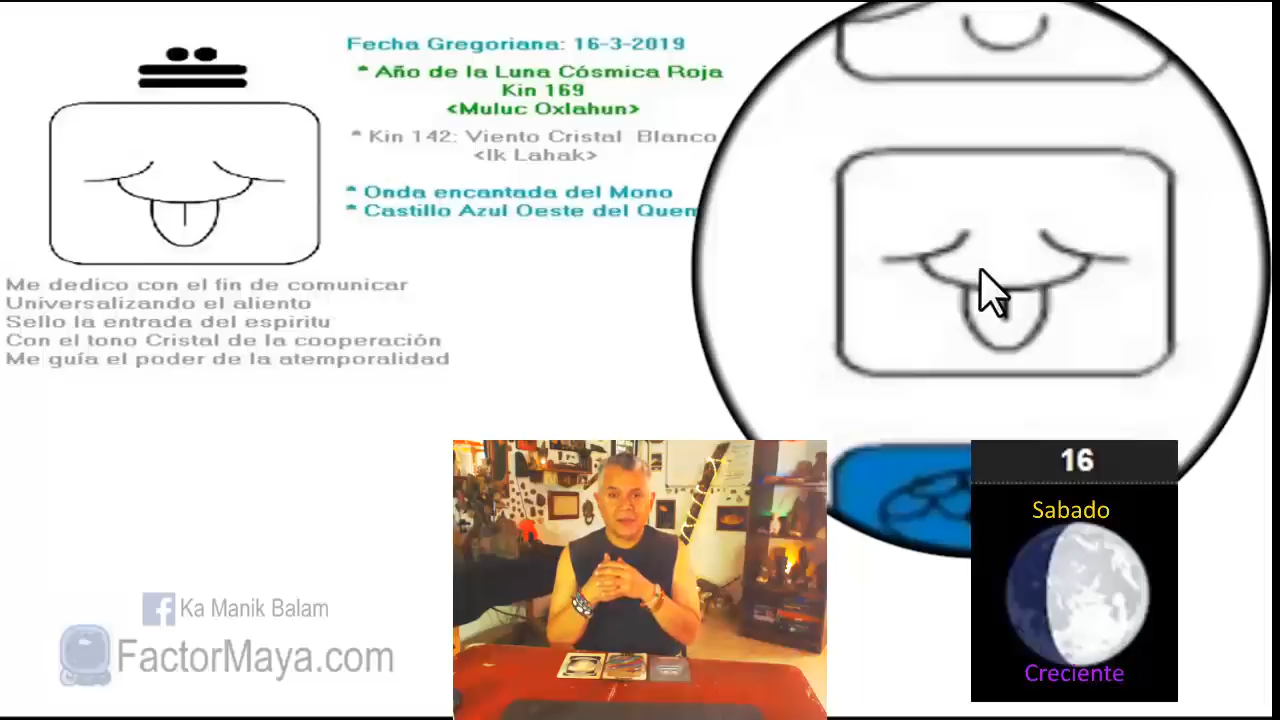 Fecha Gregoriana: 16-3-2019
* Año de la Luna Cósmica Roja
Kin 169
<Muluc Oxlahun>
* Kin 142: Viento Cristal Blanco
<Ik Lahak>
* Onda encantada del Mono
* Castillo Azul Oeste del Quem
Me dedico con el fin de comunicar
Universalizando el aliento
Sello la entrada del espiritu
Con el tono Cristal de la cooperación
Me guía el poder de la atemporalidad
16
Sabado
Creciente
Ka Manik Balam
FactorMaya.com